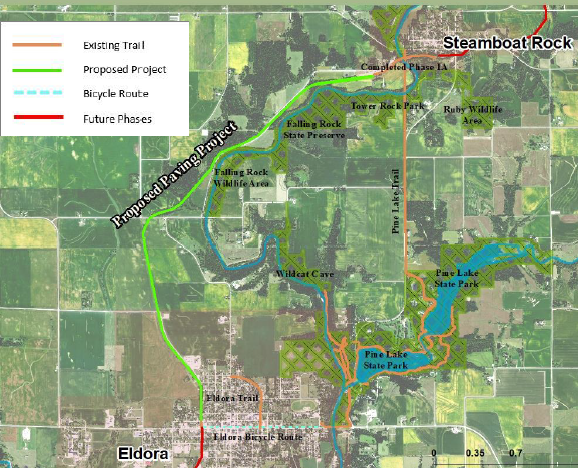 Existing Trail
Proposed Project
Bicycle Route
Future Phases
Steamboat Rock
Completed Phase IA
Tower Rock Park
Ruby Wildlife
Area
Falling Rock
State Preserve
Proposed Paving Project
Falling Rock
Wildlife Area
Pine Lake Trail
Wildcat Cave
Pine Lake
State Park
Pine Lake
State Park
Eldora Trail
Eldora Bicycle Route
Eldora
0 0.35 0.7